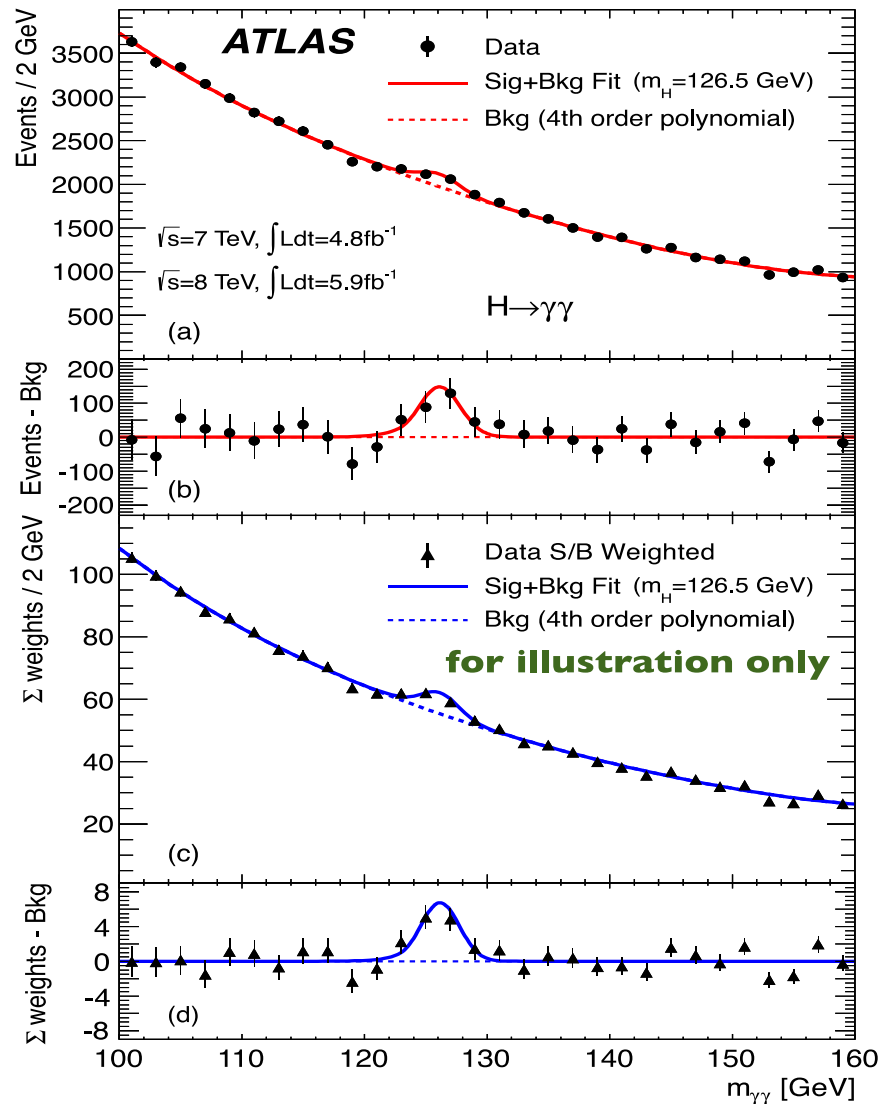 ATLAS
Data
Sig+Bkg Fit (m_H=126.5 GeV)
Bkg (4th order polynomial)
Events / 2 GeV
3500
3000
2500
2000
1500
1000
500
√s=7 TeV, ∫Ldt=4.8fb⁻¹
√s=8 TeV, ∫Ldt=5.9fb⁻¹
H→γγ
(a)
Events - Bkg
200
100
0
-100
-200
(b)
Σ weights / 2 GeV
100
80
60
40
20
Data S/B Weighted
Sig+Bkg Fit (m_H=126.5 GeV)
Bkg (4th order polynomial)
for illustration only
(c)
Σ weights - Bkg
8
4
0
-4
-8
(d)
100 110 120 130 140 150 160
m_γγ [GeV]